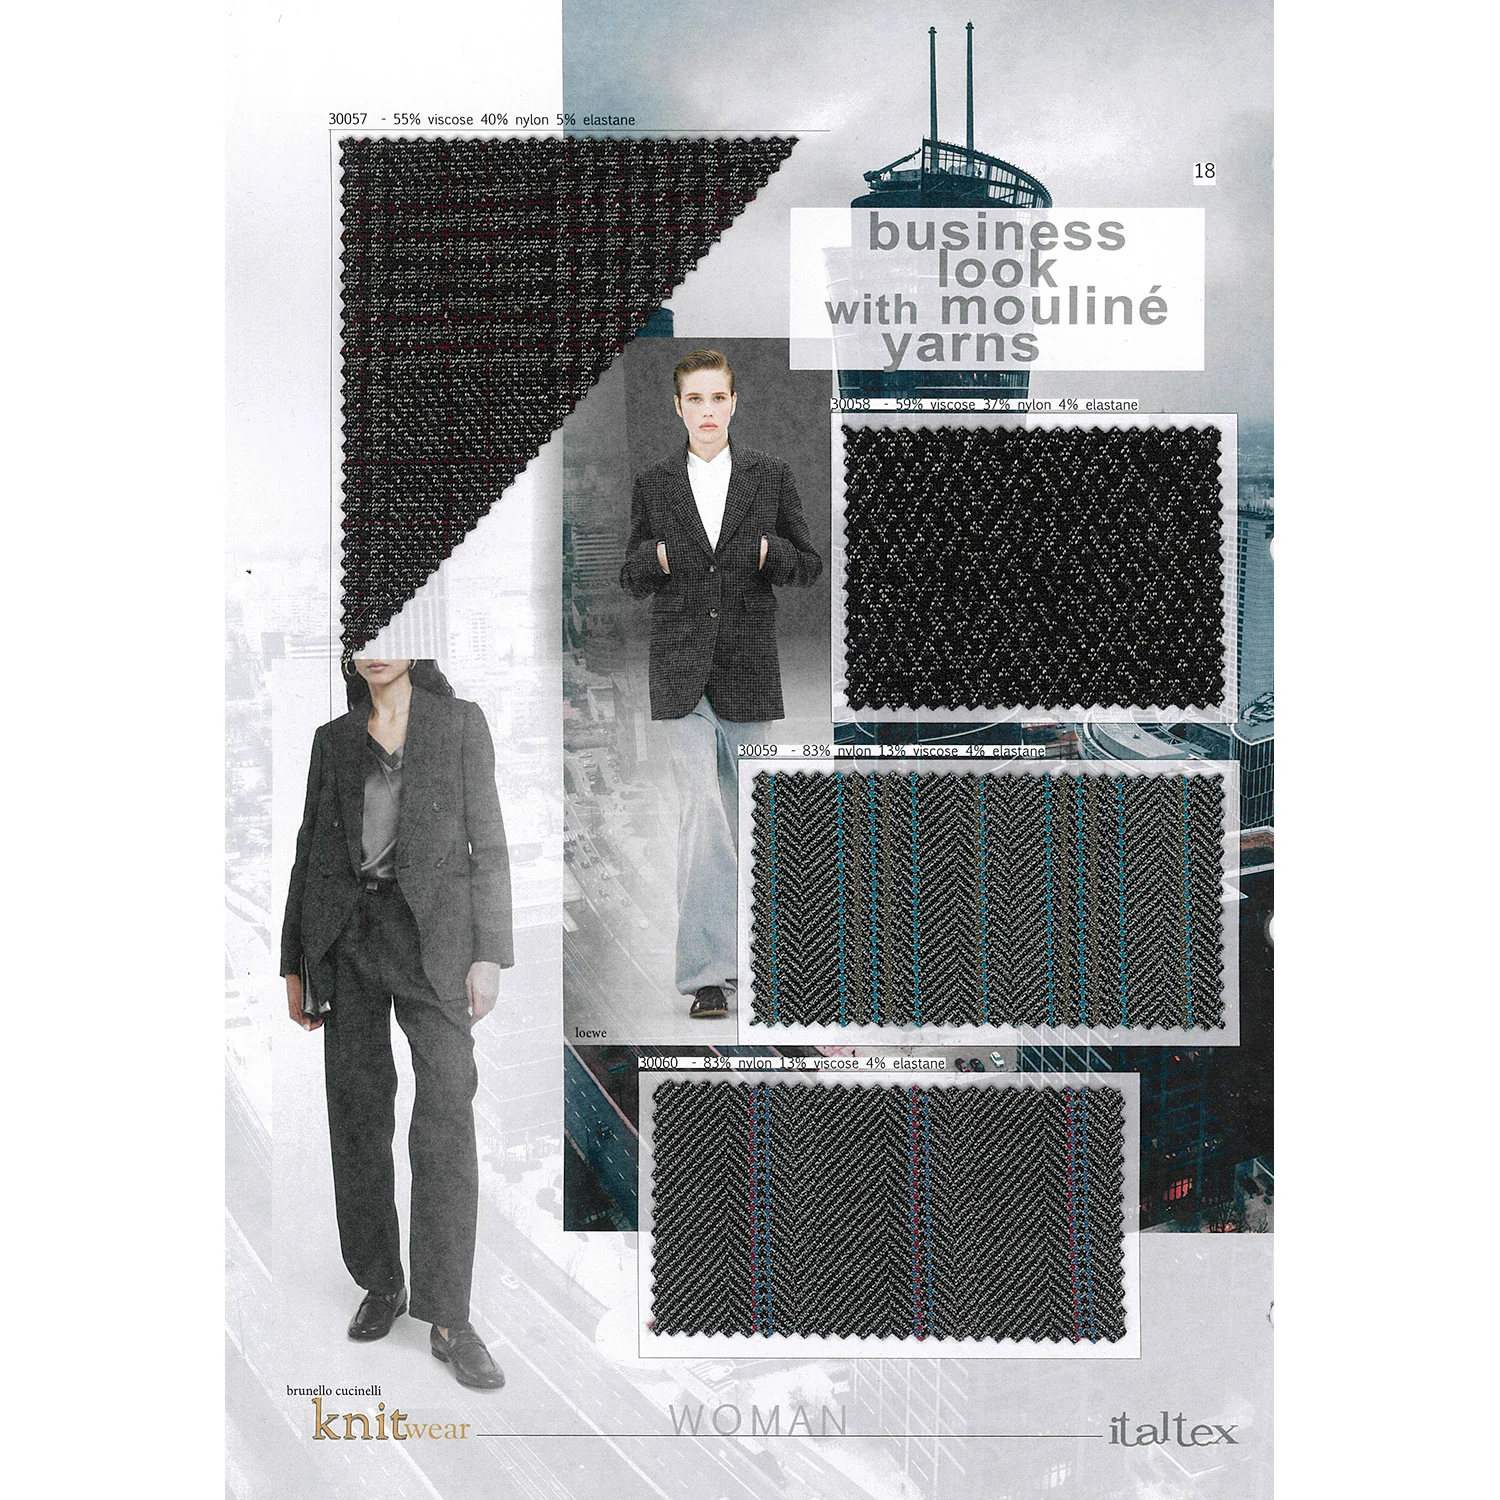 30057 - 55% viscose 40% nylon 5% elastane
18
business
look
with mouliné
yarns
30058 - 59% viscose 37% nylon 4% elastane
30059 - 83% nylon 13% viscose 4% elastane
loewe
30060 - 83% nylon 13% viscose 4% elastane
brunello cucinelli
knitwear
WOMAN
italtex